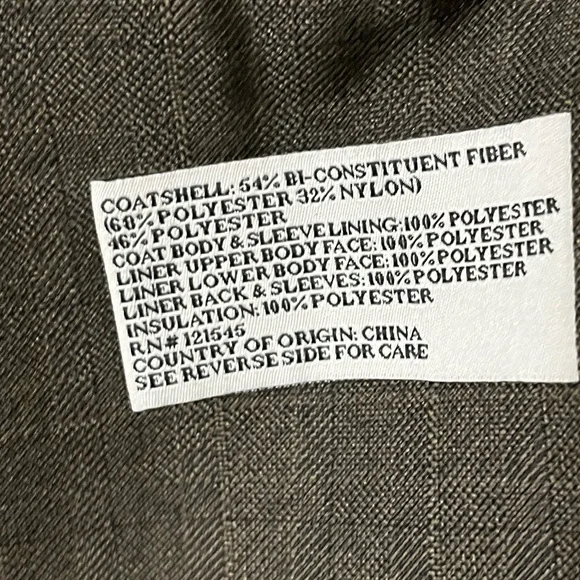 COATSHELL: 54% BI-CONSTITUENT FIBER
(68% POLYESTER 32% NYLON)
46% POLYESTER
COAT BODY & SLEEVE LINING: 100% POLYESTER
LINER UPPER BODY FACE: 100% POLYESTER
LINER LOWER BODY FACE: 100% POLYESTER
LINER BACK & SLEEVES: 100% POLYESTER
INSULATION: 100% POLYESTER
RN# 121545
COUNTRY OF ORIGIN: CHINA
SEE REVERSE SIDE FOR CARE